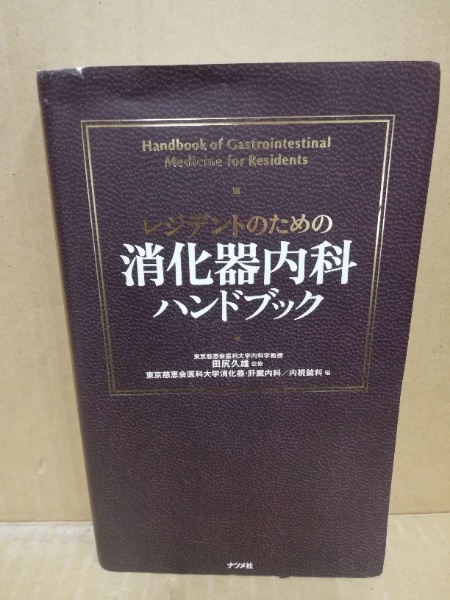 Handbook of Gastrointestinal
Medicine for Residents
レジデントのための
消化器内科
ハンドブック
東京慈恵会医科大学内科学教授
田尻久雄 監修
東京慈恵会医科大学消化器・肝臓内科／内視鏡科 編
ナツメ社